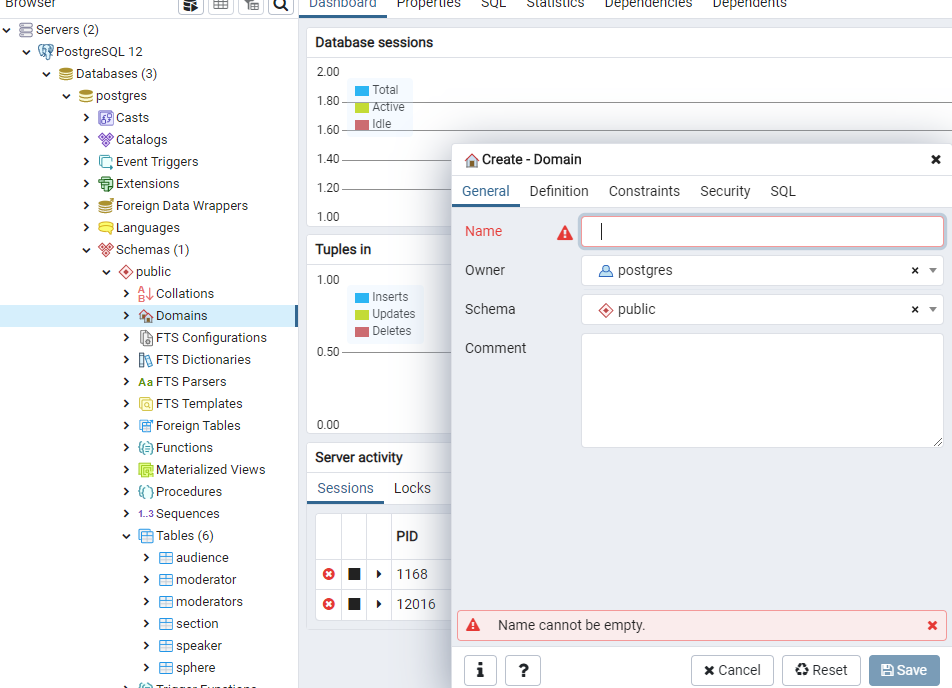 Browser
Dashboard Properties SQL Statistics Dependencies Dependents
Servers (2)
PostgreSQL 12
Databases (3)
postgres
Casts
Catalogs
Event Triggers
Extensions
Foreign Data Wrappers
Languages
Schemas (1)
public
Collations
Domains
FTS Configurations
FTS Dictionaries
Aa FTS Parsers
FTS Templates
Foreign Tables
Functions
Materialized Views
Procedures
1..3 Sequences
Tables (6)
audience
moderator
moderators
section
speaker
sphere
Trigger Functions
Database sessions
2.00
1.80
1.60
1.40
1.20
1.00
Total
Active
Idle
Tuples in
1.00
0.50
0.00
Inserts
Updates
Deletes
Server activity
Sessions Locks
PID
1168
12016
Create - Domain
General Definition Constraints Security SQL
Name
Owner postgres
Schema public
Comment
Name cannot be empty.
i ? Cancel Reset Save